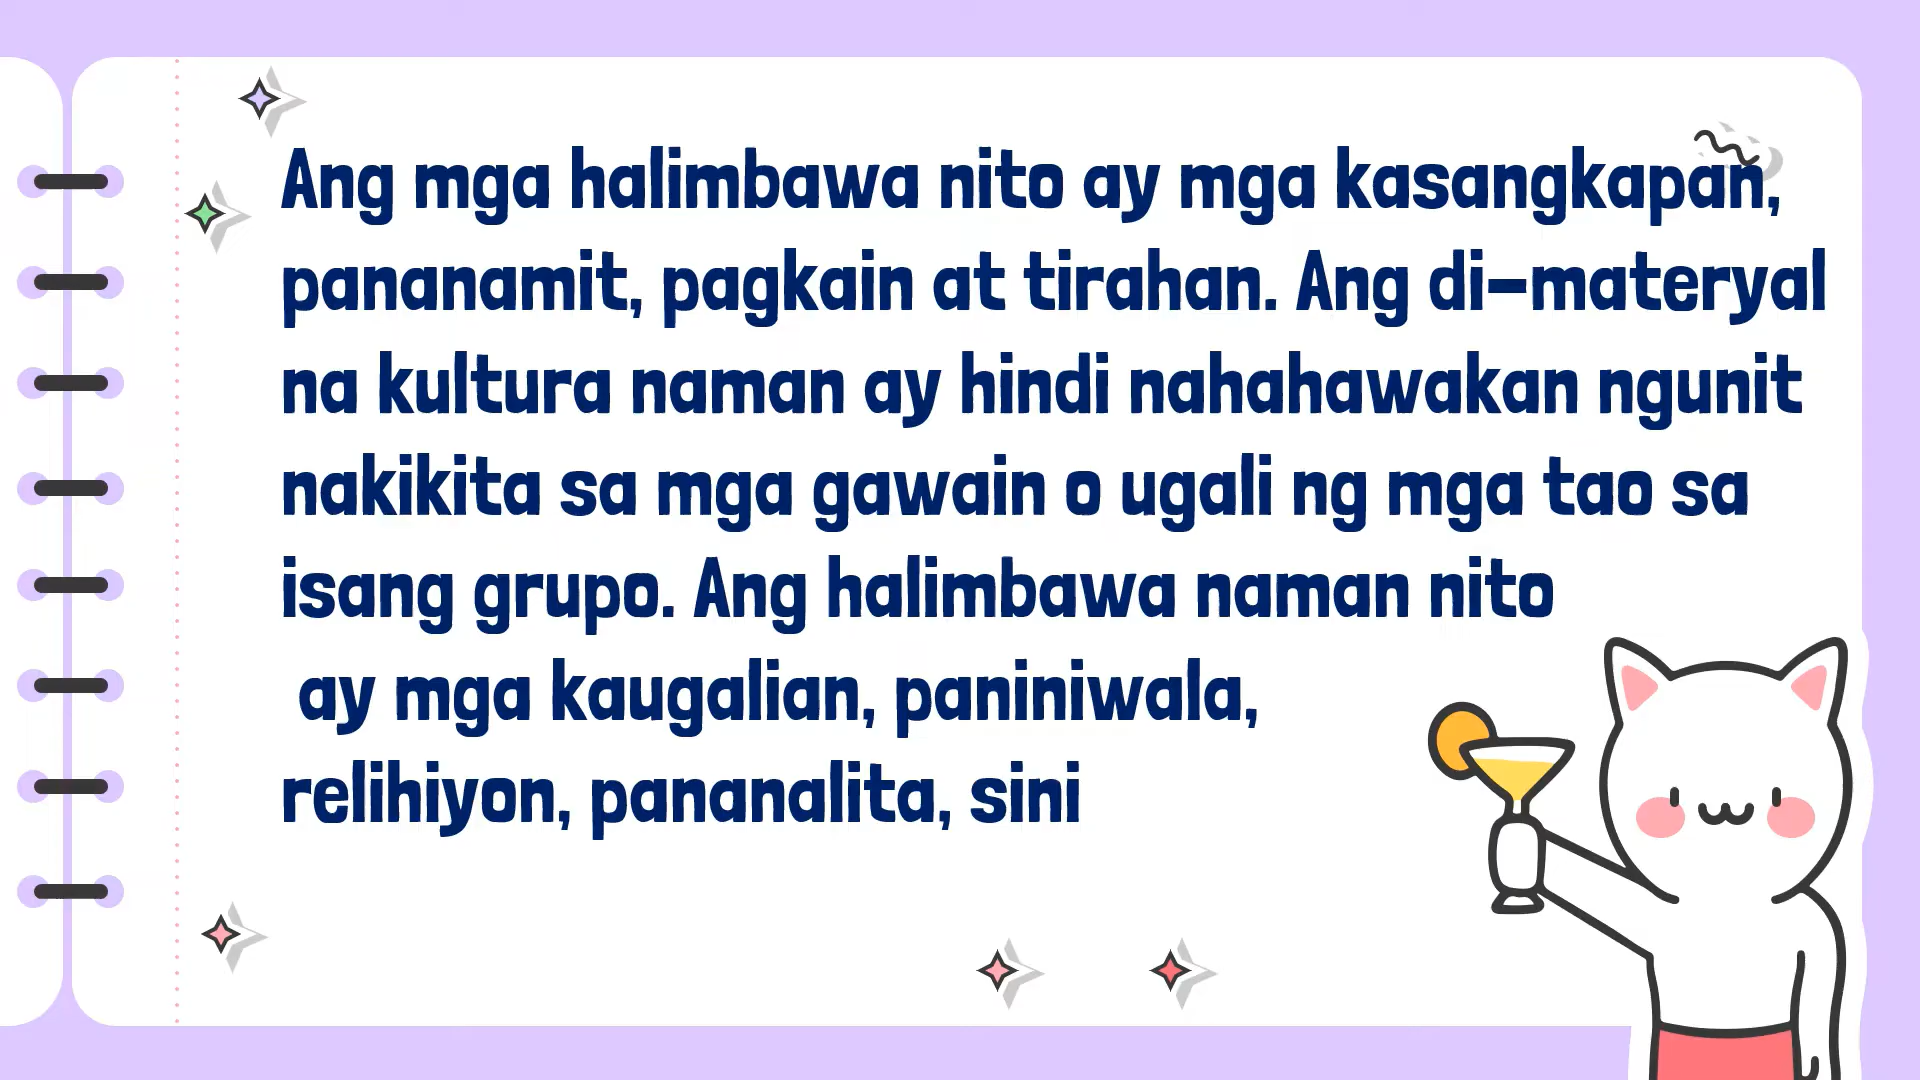 Ang mga halimbawa nito ay mga kasangkapan,
pananamit, pagkain at tirahan. Ang di-materyal
na kultura naman ay hindi nahahawakan ngunit
nakikita sa mga gawain o ugali ng mga tao sa
isang grupo. Ang halimbawa naman nito
ay mga kaugalian, paniniwala,
relihiyon, pananalita, sini